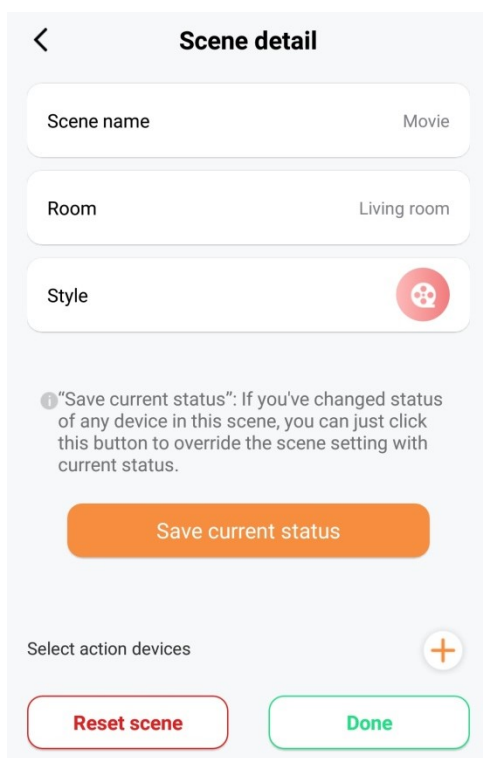 Scene detail
Scene name Movie
Room Living room
Style
“Save current status”: If you've changed status
of any device in this scene, you can just click
this button to override the scene setting with
current status.
Save current status
Select action devices
Reset scene Done